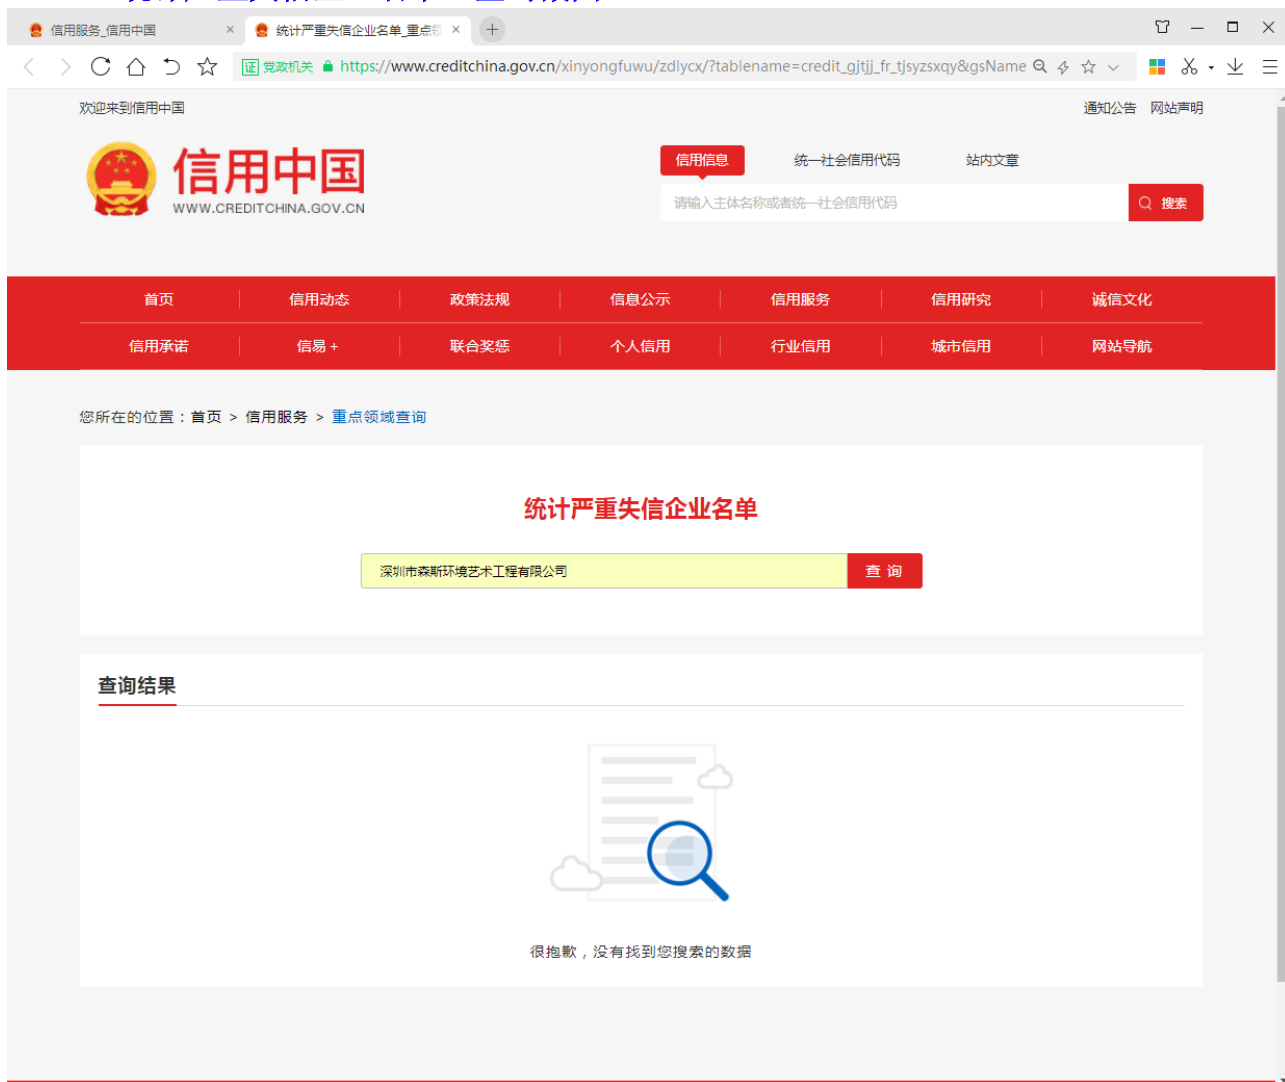 信用服务_信用中国
统计严重失信企业名单_重点
证 党政机关 https://www.creditchina.gov.cn/xinyongfuwu/zdlycx/?tablename=credit_gjtjj_fr_tjsyzsxqy&gsName
欢迎来到信用中国 通知公告 网站声明
信用中国
WWW.CREDITCHINA.GOV.CN
信用信息 统一社会信用代码 站内文章
请输入主体名称或者统一社会信用代码 搜索
首页 信用动态 政策法规 信息公示 信用服务 信用研究 诚信文化
信用承诺 信易+ 联合奖惩 个人信用 行业信用 城市信用 网站导航
您所在的位置：首页 > 信用服务 > 重点领域查询
统计严重失信企业名单
深圳市森斯环境艺术工程有限公司 查 询
查询结果
很抱歉，没有找到您搜索的数据